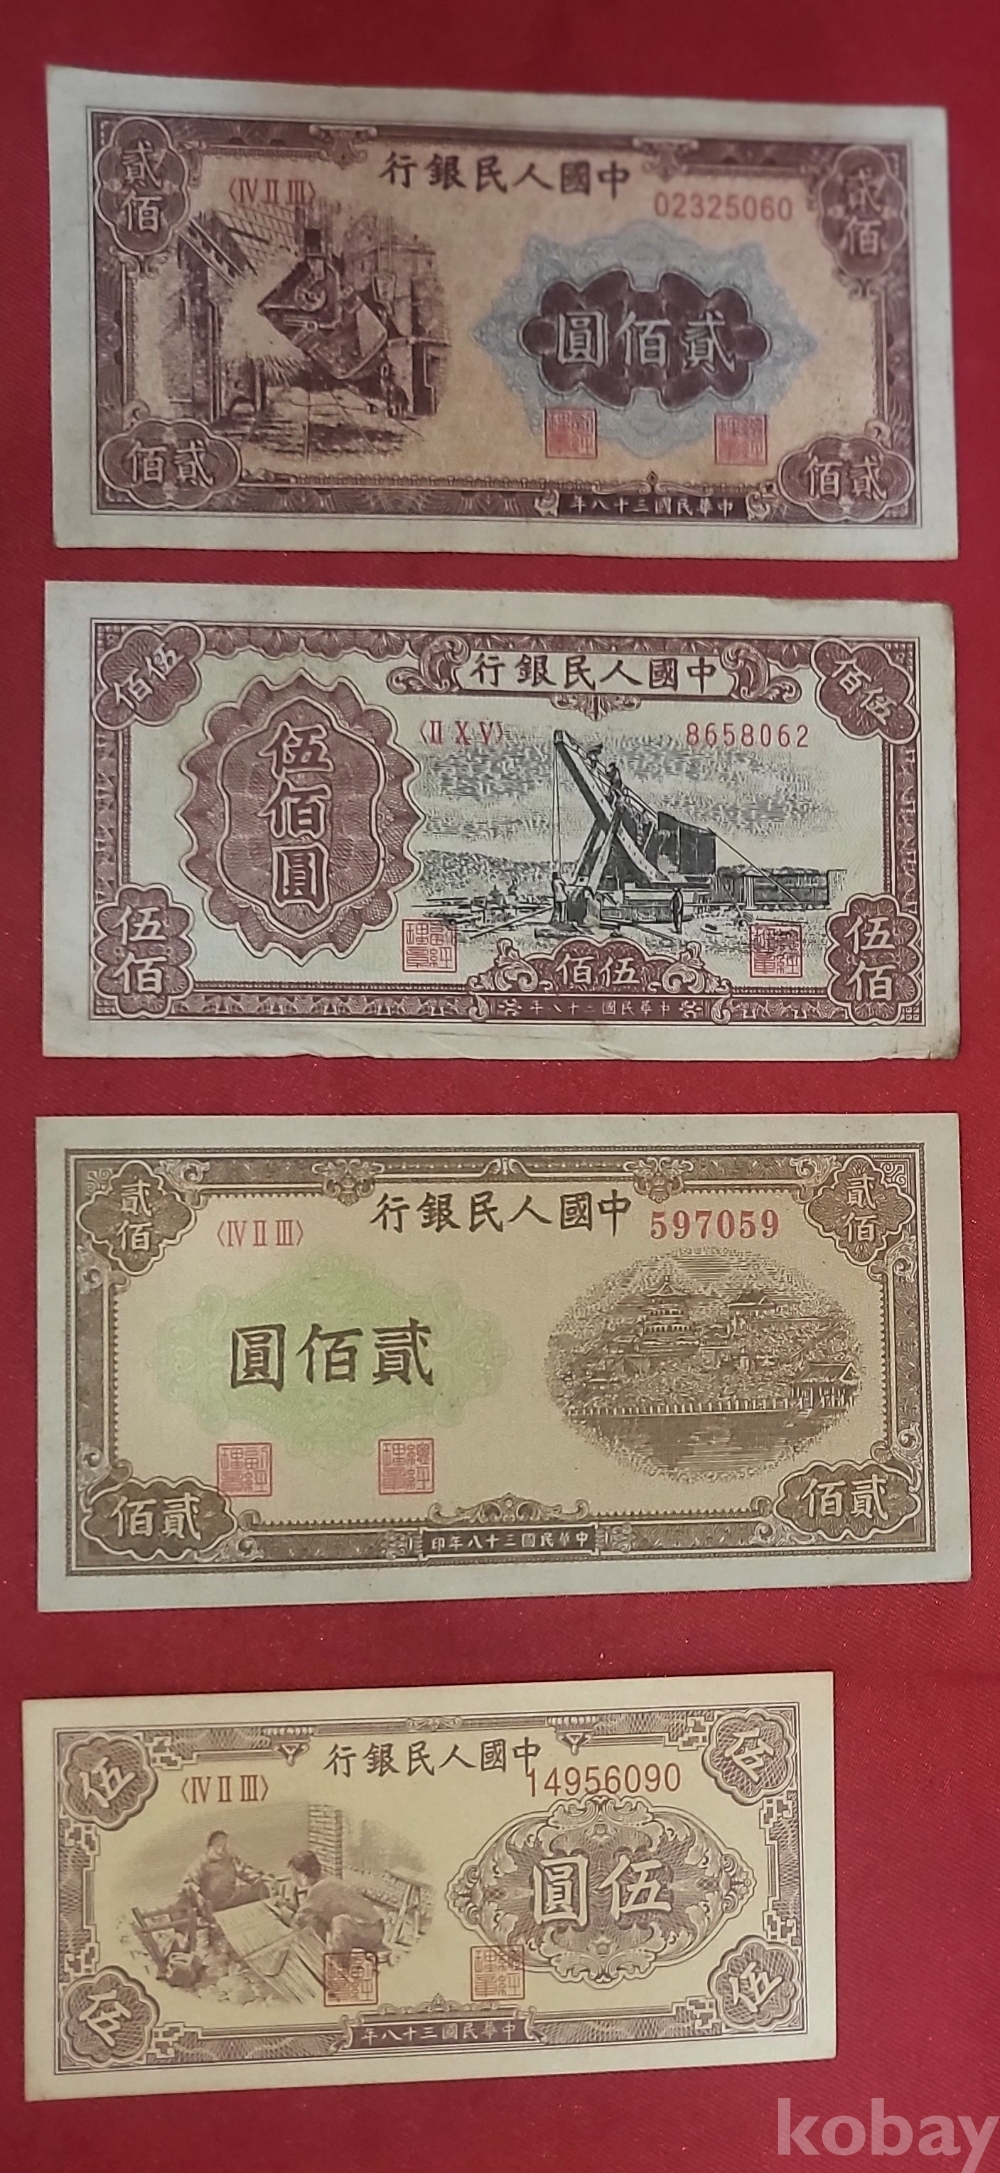 行銀民人國中
貳佰
〈IV II III〉
02325060
貳佰
圓佰貳
佰貳
佰貳
年八十三國民華中
行銀民人國中
佰伍
〈II X V〉
8658062
佰伍
伍佰圓
伍佰
佰伍
伍佰
年八十三國民華中
行銀民人國中
貳佰
〈IV II III〉
597059
貳佰
圓佰貳
佰貳
佰貳
印年八十三國民華中
行銀民人國中
伍
〈IV II III〉
14956090
伍
圓伍
伍
伍
年八十三國民華中
kobay